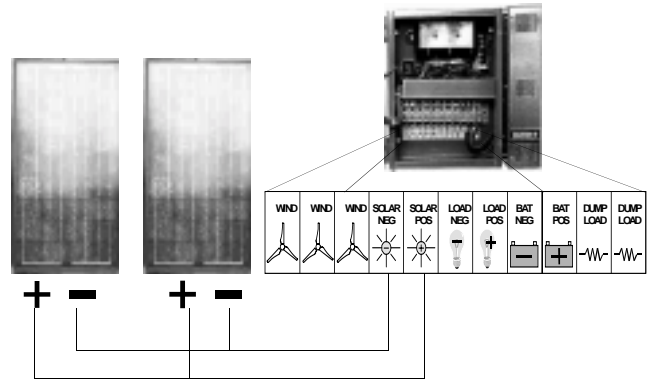 WIND WIND WIND SOLAR SOLAR LOAD LOAD BAT BAT DUMP DUMP
NEG POS NEG POS NEG POS LOAD LOAD
− + − + − +
+ − + −